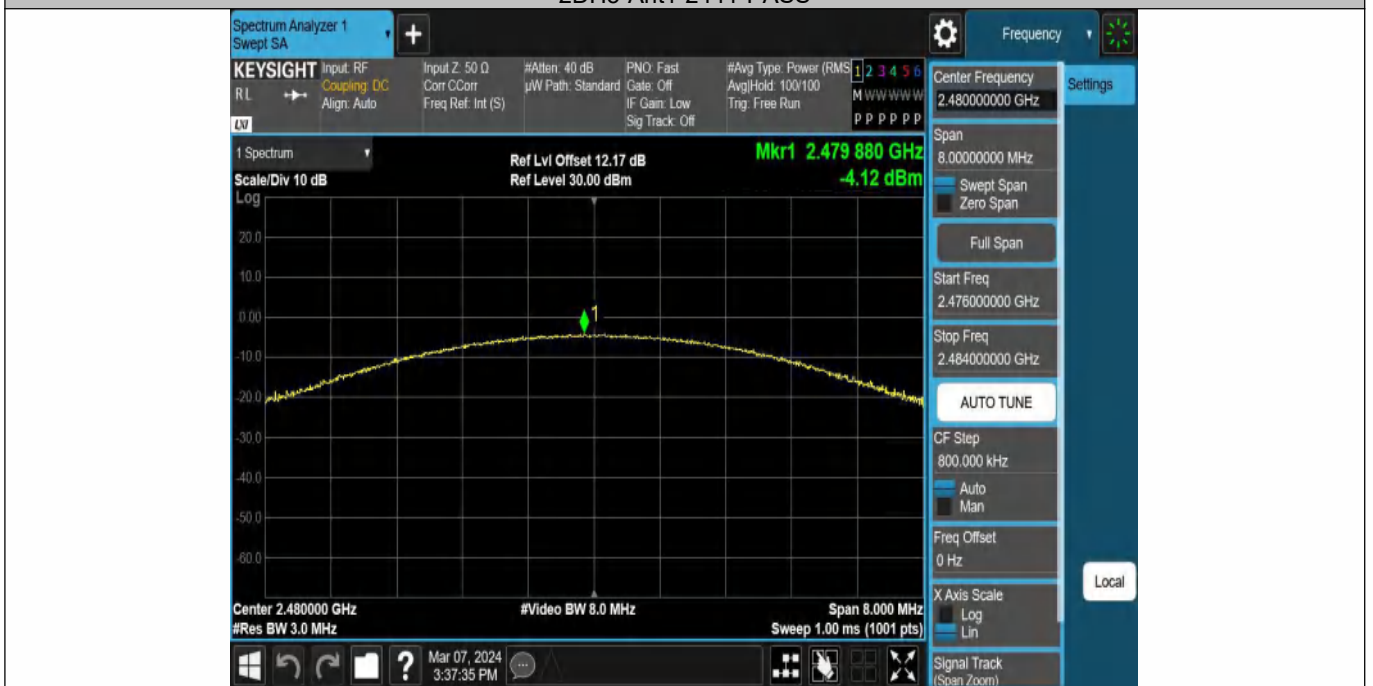 Spectrum Analyzer 1
Swept SA
Frequency
KEYSIGHT
RL
LXI
Input: RF
Coupling: DC
Align: Auto
Input Z: 50 Ω
Corr CCorr
Freq Ref: Int (S)
#Atten: 40 dB
µW Path: Standard
PNO: Fast
Gate: Off
IF Gain: Low
Sig Track: Off
#Avg Type: Power (RMS
Avg|Hold: 100/100
Trig: Free Run
1 2 3 4 5 6
M W W W W W
P P P P P P
1 Spectrum
Scale/Div 10 dB
Log
Ref Lvl Offset 12.17 dB
Ref Level 30.00 dBm
Mkr1 2.479 880 GHz
-4.12 dBm
20.0
10.0
0.00
-10.0
-20.0
-30.0
-40.0
-50.0
-60.0
1
Center 2.480000 GHz
#Res BW 3.0 MHz
#Video BW 8.0 MHz
Span 8.000 MHz
Sweep 1.00 ms (1001 pts)
Mar 07, 2024
3:37:35 PM
Center Frequency
2.480000000 GHz
Settings
Span
8.00000000 MHz
Swept Span
Zero Span
Full Span
Start Freq
2.476000000 GHz
Stop Freq
2.484000000 GHz
AUTO TUNE
CF Step
800.000 kHz
Auto
Man
Freq Offset
0 Hz
X Axis Scale
Log
Lin
Local
Signal Track
(Span Zoom)